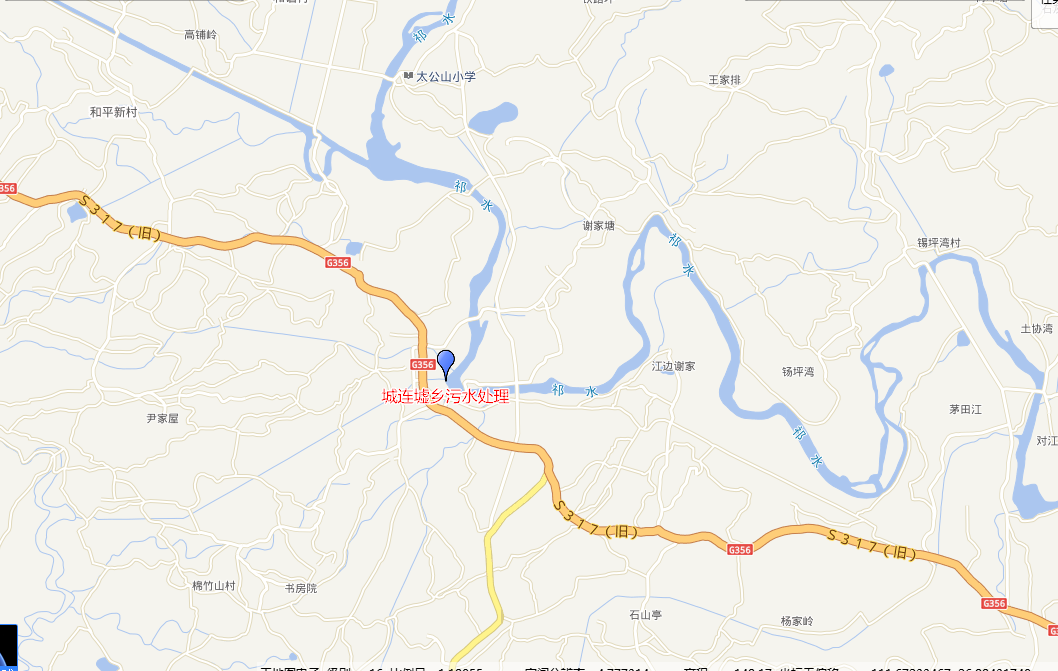 高铺岭
祁水
太公山小学
王家排
和平新村
G356
祁水
S317(旧)
谢家塘
祁水
锡坪湾村
G356
土协湾
G356
江边谢家
钖坪湾
祁水
城连墟乡污水处理
茅田江
尹家屋
祁水
对江
S317(旧)
S317(旧)
G356
棉竹山村
书房院
G356
石山亭
杨家岭